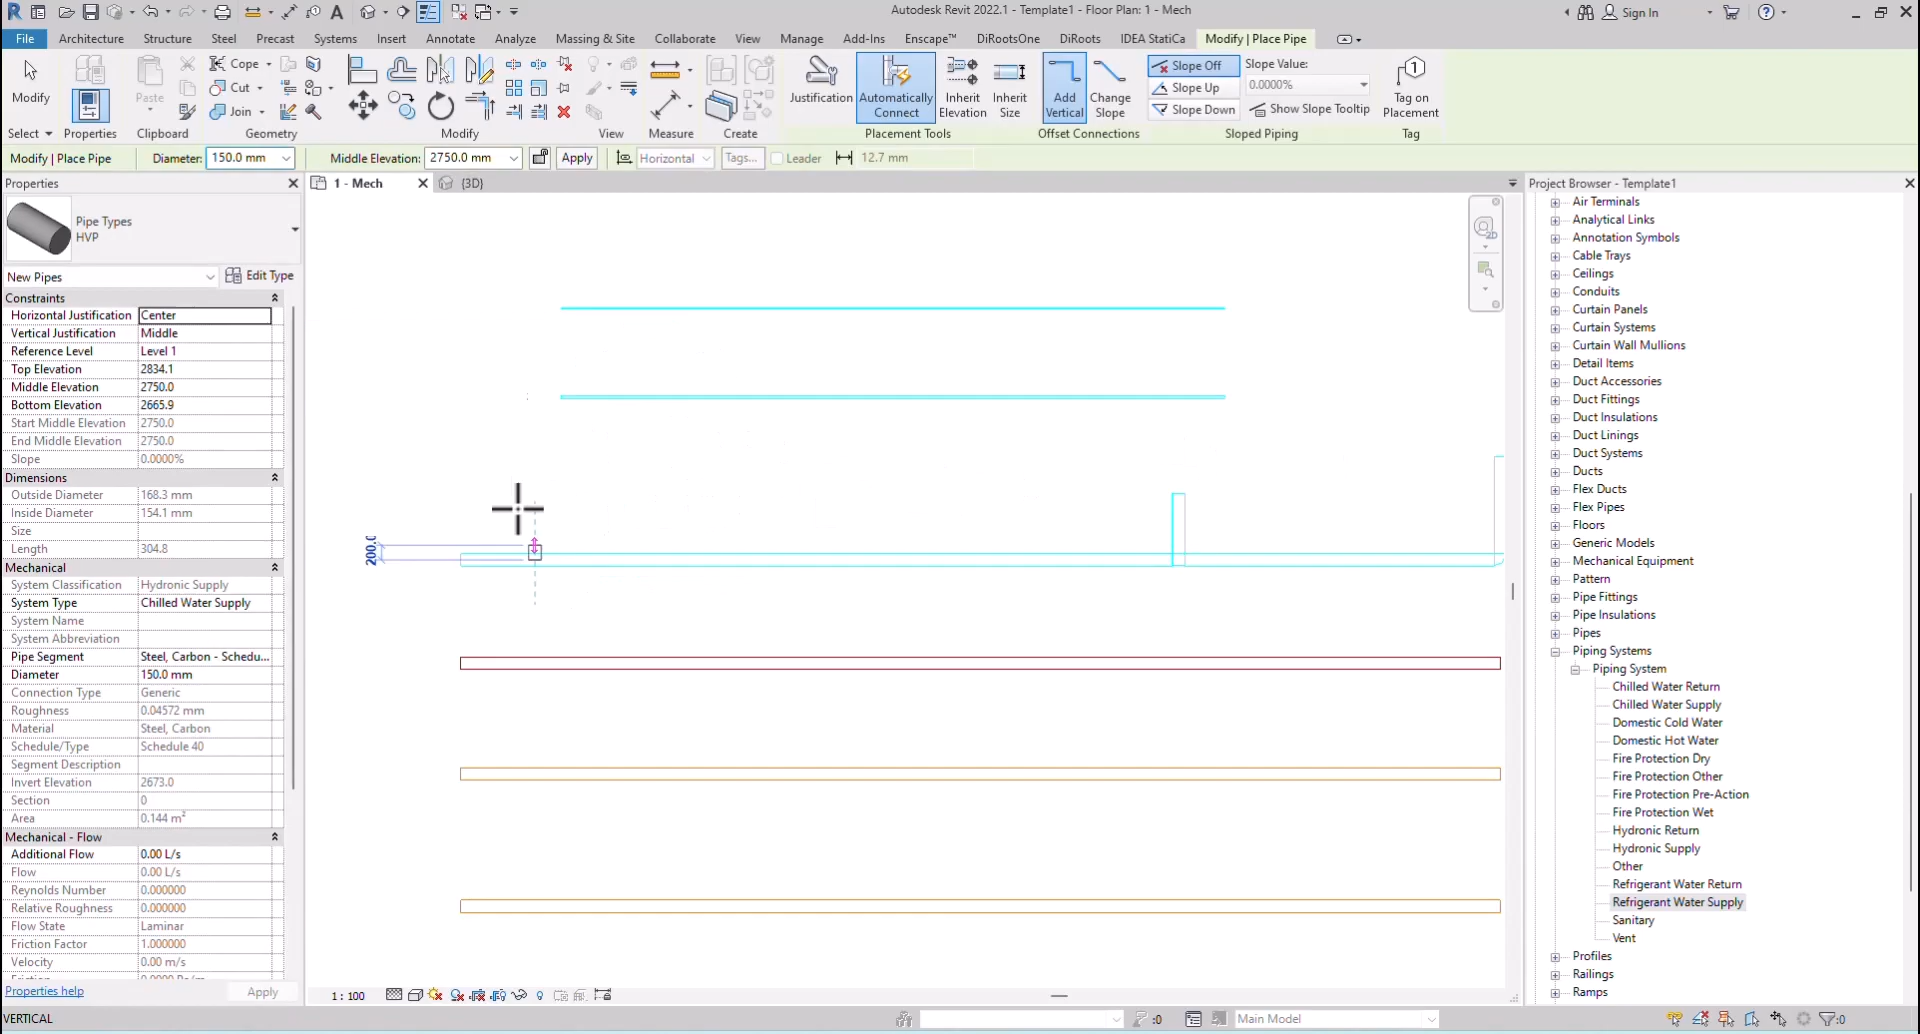 Autodesk Revit 2022.1 - Template1 - Floor Plan: 1 - Mech
Sign In
File
Architecture
Structure
Steel
Precast
Systems
Insert
Annotate
Analyze
Massing & Site
Collaborate
View
Manage
Add-Ins
Enscape™
DiRootsOne
DiRoots
IDEA StatiCa
Modify | Place Pipe
Modify
Paste
Cope
Cut
Join
Justification
Automatically
Connect
Inherit
Elevation
Inherit
Size
Add
Vertical
Change
Slope
Slope Off
Slope Up
Slope Down
Slope Value:
0.0000%
Show Slope Tooltip
Tag on
Placement
Select
Properties
Clipboard
Geometry
Modify
View
Measure
Create
Placement Tools
Offset Connections
Sloped Piping
Tag
Modify | Place Pipe
Diameter: 150.0 mm
Middle Elevation: 2750.0 mm
Apply
Horizontal
Tags...
Leader
12.7 mm
Properties
Pipe Types
HVP
New Pipes
Edit Type
Constraints
Horizontal Justification Center
Vertical Justification Middle
Reference Level Level 1
Top Elevation 2834.1
Middle Elevation 2750.0
Bottom Elevation 2665.9
Start Middle Elevation 2750.0
End Middle Elevation 2750.0
Slope 0.0000%
Dimensions
Outside Diameter 168.3 mm
Inside Diameter 154.1 mm
Size
Length 304.8
Mechanical
System Classification Hydronic Supply
System Type Chilled Water Supply
System Name
System Abbreviation
Pipe Segment Steel, Carbon - Schedu...
Diameter 150.0 mm
Connection Type Generic
Roughness 0.04572 mm
Material Steel, Carbon
Schedule/Type Schedule 40
Segment Description
Invert Elevation 2673.0
Section 0
Area 0.144 m²
Mechanical - Flow
Additional Flow 0.00 L/s
Flow 0.00 L/s
Reynolds Number 0.000000
Relative Roughness 0.000000
Flow State Laminar
Friction Factor 1.000000
Velocity 0.00 m/s
Properties help
Apply
VERTICAL
1 - Mech
{3D}
2D
200.0
1 : 100
:0
Main Model
:0
Project Browser - Template1
Air Terminals
Analytical Links
Annotation Symbols
Cable Trays
Ceilings
Conduits
Curtain Panels
Curtain Systems
Curtain Wall Mullions
Detail Items
Duct Accessories
Duct Fittings
Duct Insulations
Duct Linings
Duct Systems
Ducts
Flex Ducts
Flex Pipes
Floors
Generic Models
Mechanical Equipment
Pattern
Pipe Fittings
Pipe Insulations
Pipes
Piping Systems
Piping System
Chilled Water Return
Chilled Water Supply
Domestic Cold Water
Domestic Hot Water
Fire Protection Dry
Fire Protection Other
Fire Protection Pre-Action
Fire Protection Wet
Hydronic Return
Hydronic Supply
Other
Refrigerant Water Return
Refrigerant Water Supply
Sanitary
Vent
Profiles
Railings
Ramps